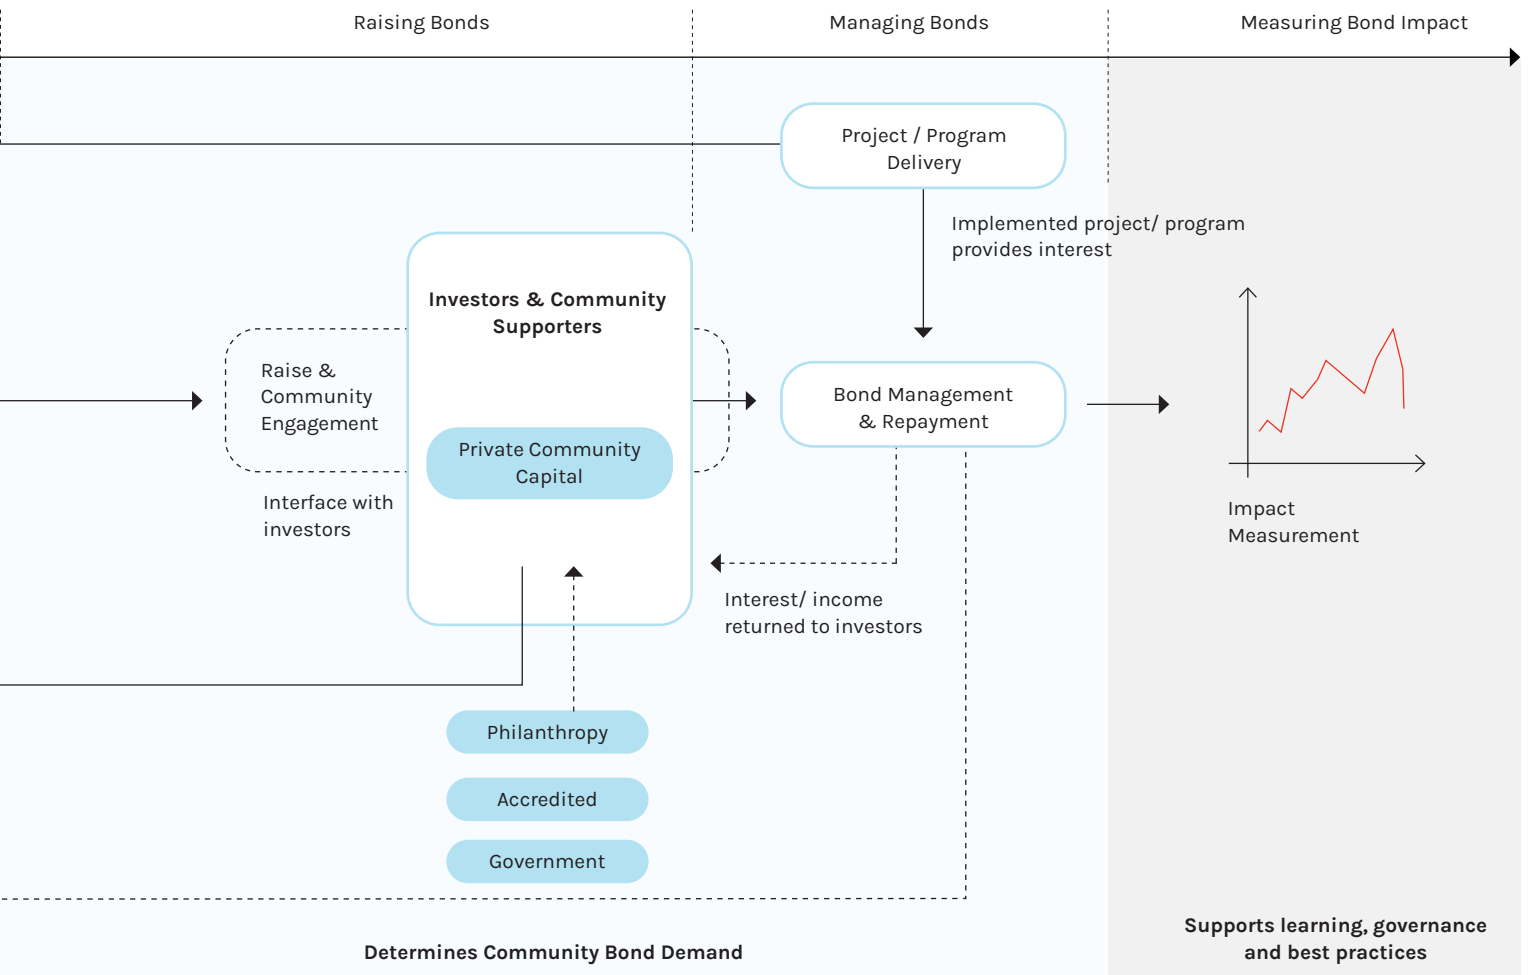 Raising Bonds
Managing Bonds
Measuring Bond Impact
Project / Program
Delivery
Implemented project/ program
provides interest
Investors & Community
Supporters
Raise &
Community
Engagement
Private Community
Capital
Interface with
investors
Bond Management
& Repayment
Interest/ income
returned to investors
Impact
Measurement
Philanthropy
Accredited
Government
Determines Community Bond Demand
Supports learning, governance
and best practices